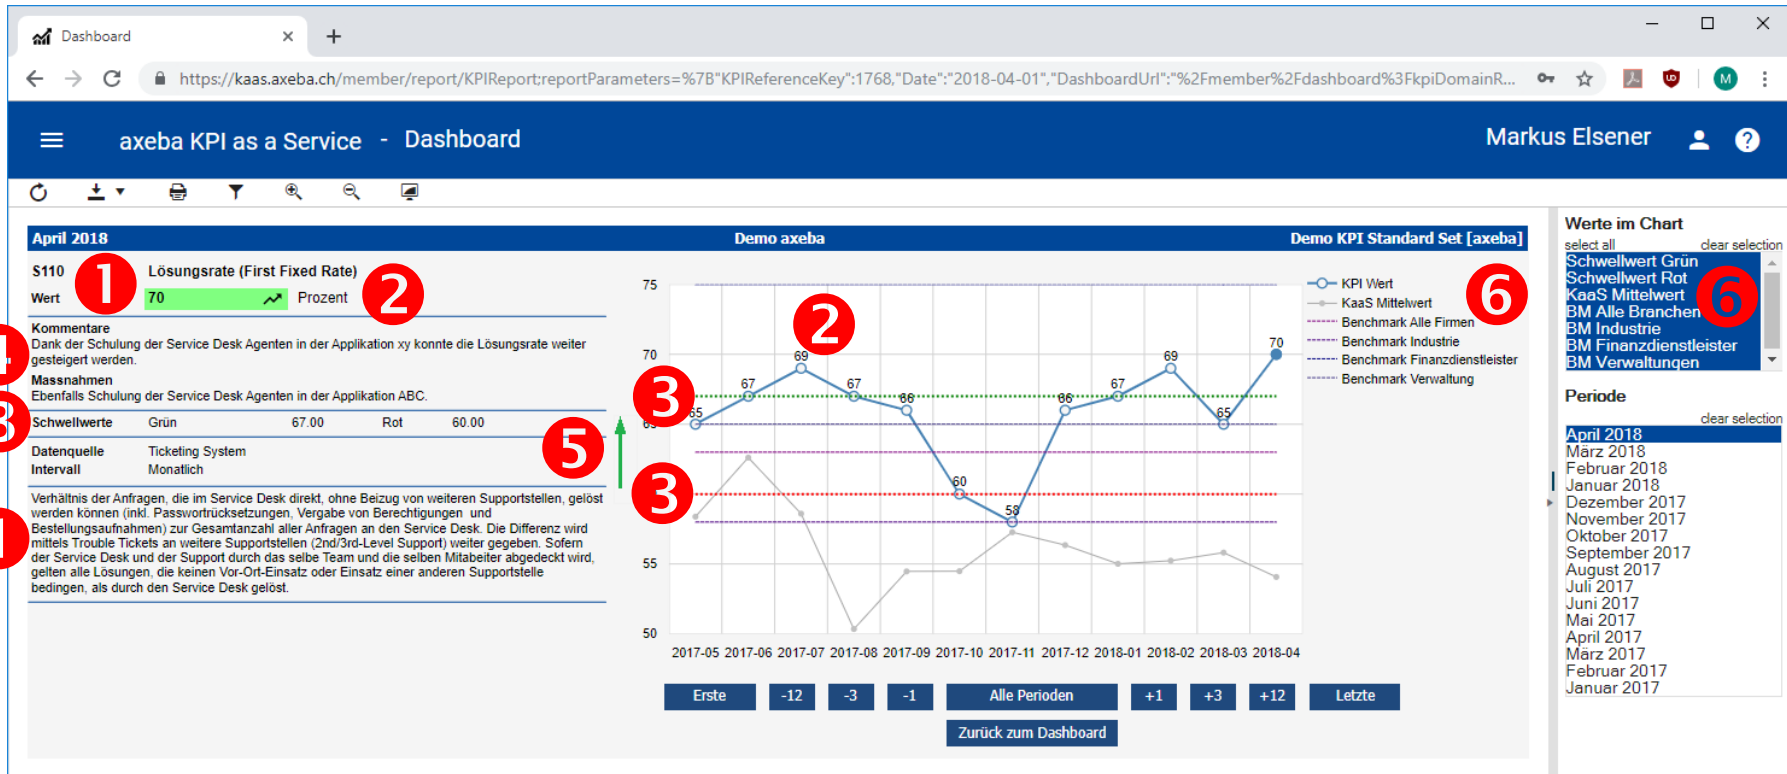 Dashboard
https://kaas.axeba.ch/member/report/KPIReport;reportParameters=%7B"KPIReferenceKey":1768,"Date":"2018-04-01","DashboardUrl":"%2Fmember%2Fdashboard%3FkpiDomainR...
M
axeba KPI as a Service - Dashboard
Markus Elsener
April 2018
Demo axeba
Demo KPI Standard Set [axeba]
S110
Lösungsrate (First Fixed Rate)
Wert
70
Prozent
1
2
Kommentare
Dank der Schulung der Service Desk Agenten in der Applikation xy konnte die Lösungsrate weiter
gesteigert werden.
Massnahmen
Ebenfalls Schulung der Service Desk Agenten in der Applikation ABC.
4
Schwellwerte Grün 67.00 Rot 60.00
3
Datenquelle Ticketing System
Intervall Monatlich
5
Verhältnis der Anfragen, die im Service Desk direkt, ohne Beizug von weiteren Supportstellen, gelöst
werden können (inkl. Passwortrücksetzungen, Vergabe von Berechtigungen und
Bestellungsaufnahmen) zur Gesamtanzahl aller Anfragen an den Service Desk. Die Differenz wird
mittels Trouble Tickets an weitere Supportstellen (2nd/3rd-Level Support) weiter gegeben. Sofern
der Service Desk und der Support durch das selbe Team und die selben Mitabeiter abgedeckt wird,
gelten alle Lösungen, die keinen Vor-Ort-Einsatz oder Einsatz einer anderen Supportstelle
bedingen, als durch den Service Desk gelöst.
1
75
70
65
55
50
2
3
3
65
67
69
67
66
60
58
66
67
69
65
70
2017-05 2017-06 2017-07 2017-08 2017-09 2017-10 2017-11 2017-12 2018-01 2018-02 2018-03 2018-04
KPI Wert
KaaS Mittelwert
Benchmark Alle Firmen
Benchmark Industrie
Benchmark Finanzdienstleister
Benchmark Verwaltung
6
Erste -12 -3 -1 Alle Perioden +1 +3 +12 Letzte
Zurück zum Dashboard
Werte im Chart
select all clear selection
Schwellwert Grün
Schwellwert Rot
KaaS Mittelwert
BM Alle Branchen
BM Industrie
BM Finanzdienstleister
BM Verwaltungen
6
Periode
clear selection
April 2018
März 2018
Februar 2018
Januar 2018
Dezember 2017
November 2017
Oktober 2017
September 2017
August 2017
Juli 2017
Juni 2017
Mai 2017
April 2017
März 2017
Februar 2017
Januar 2017